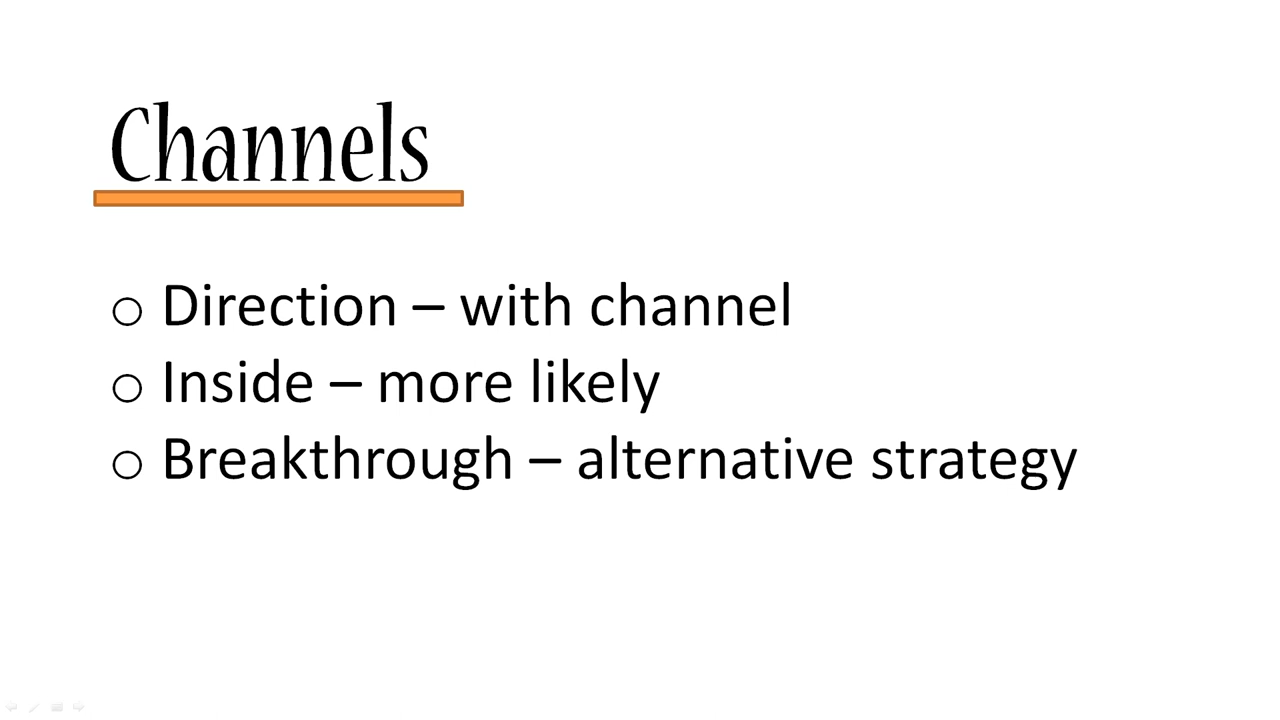 Channels
o Direction – with channel
o Inside – more likely
o Breakthrough – alternative strategy